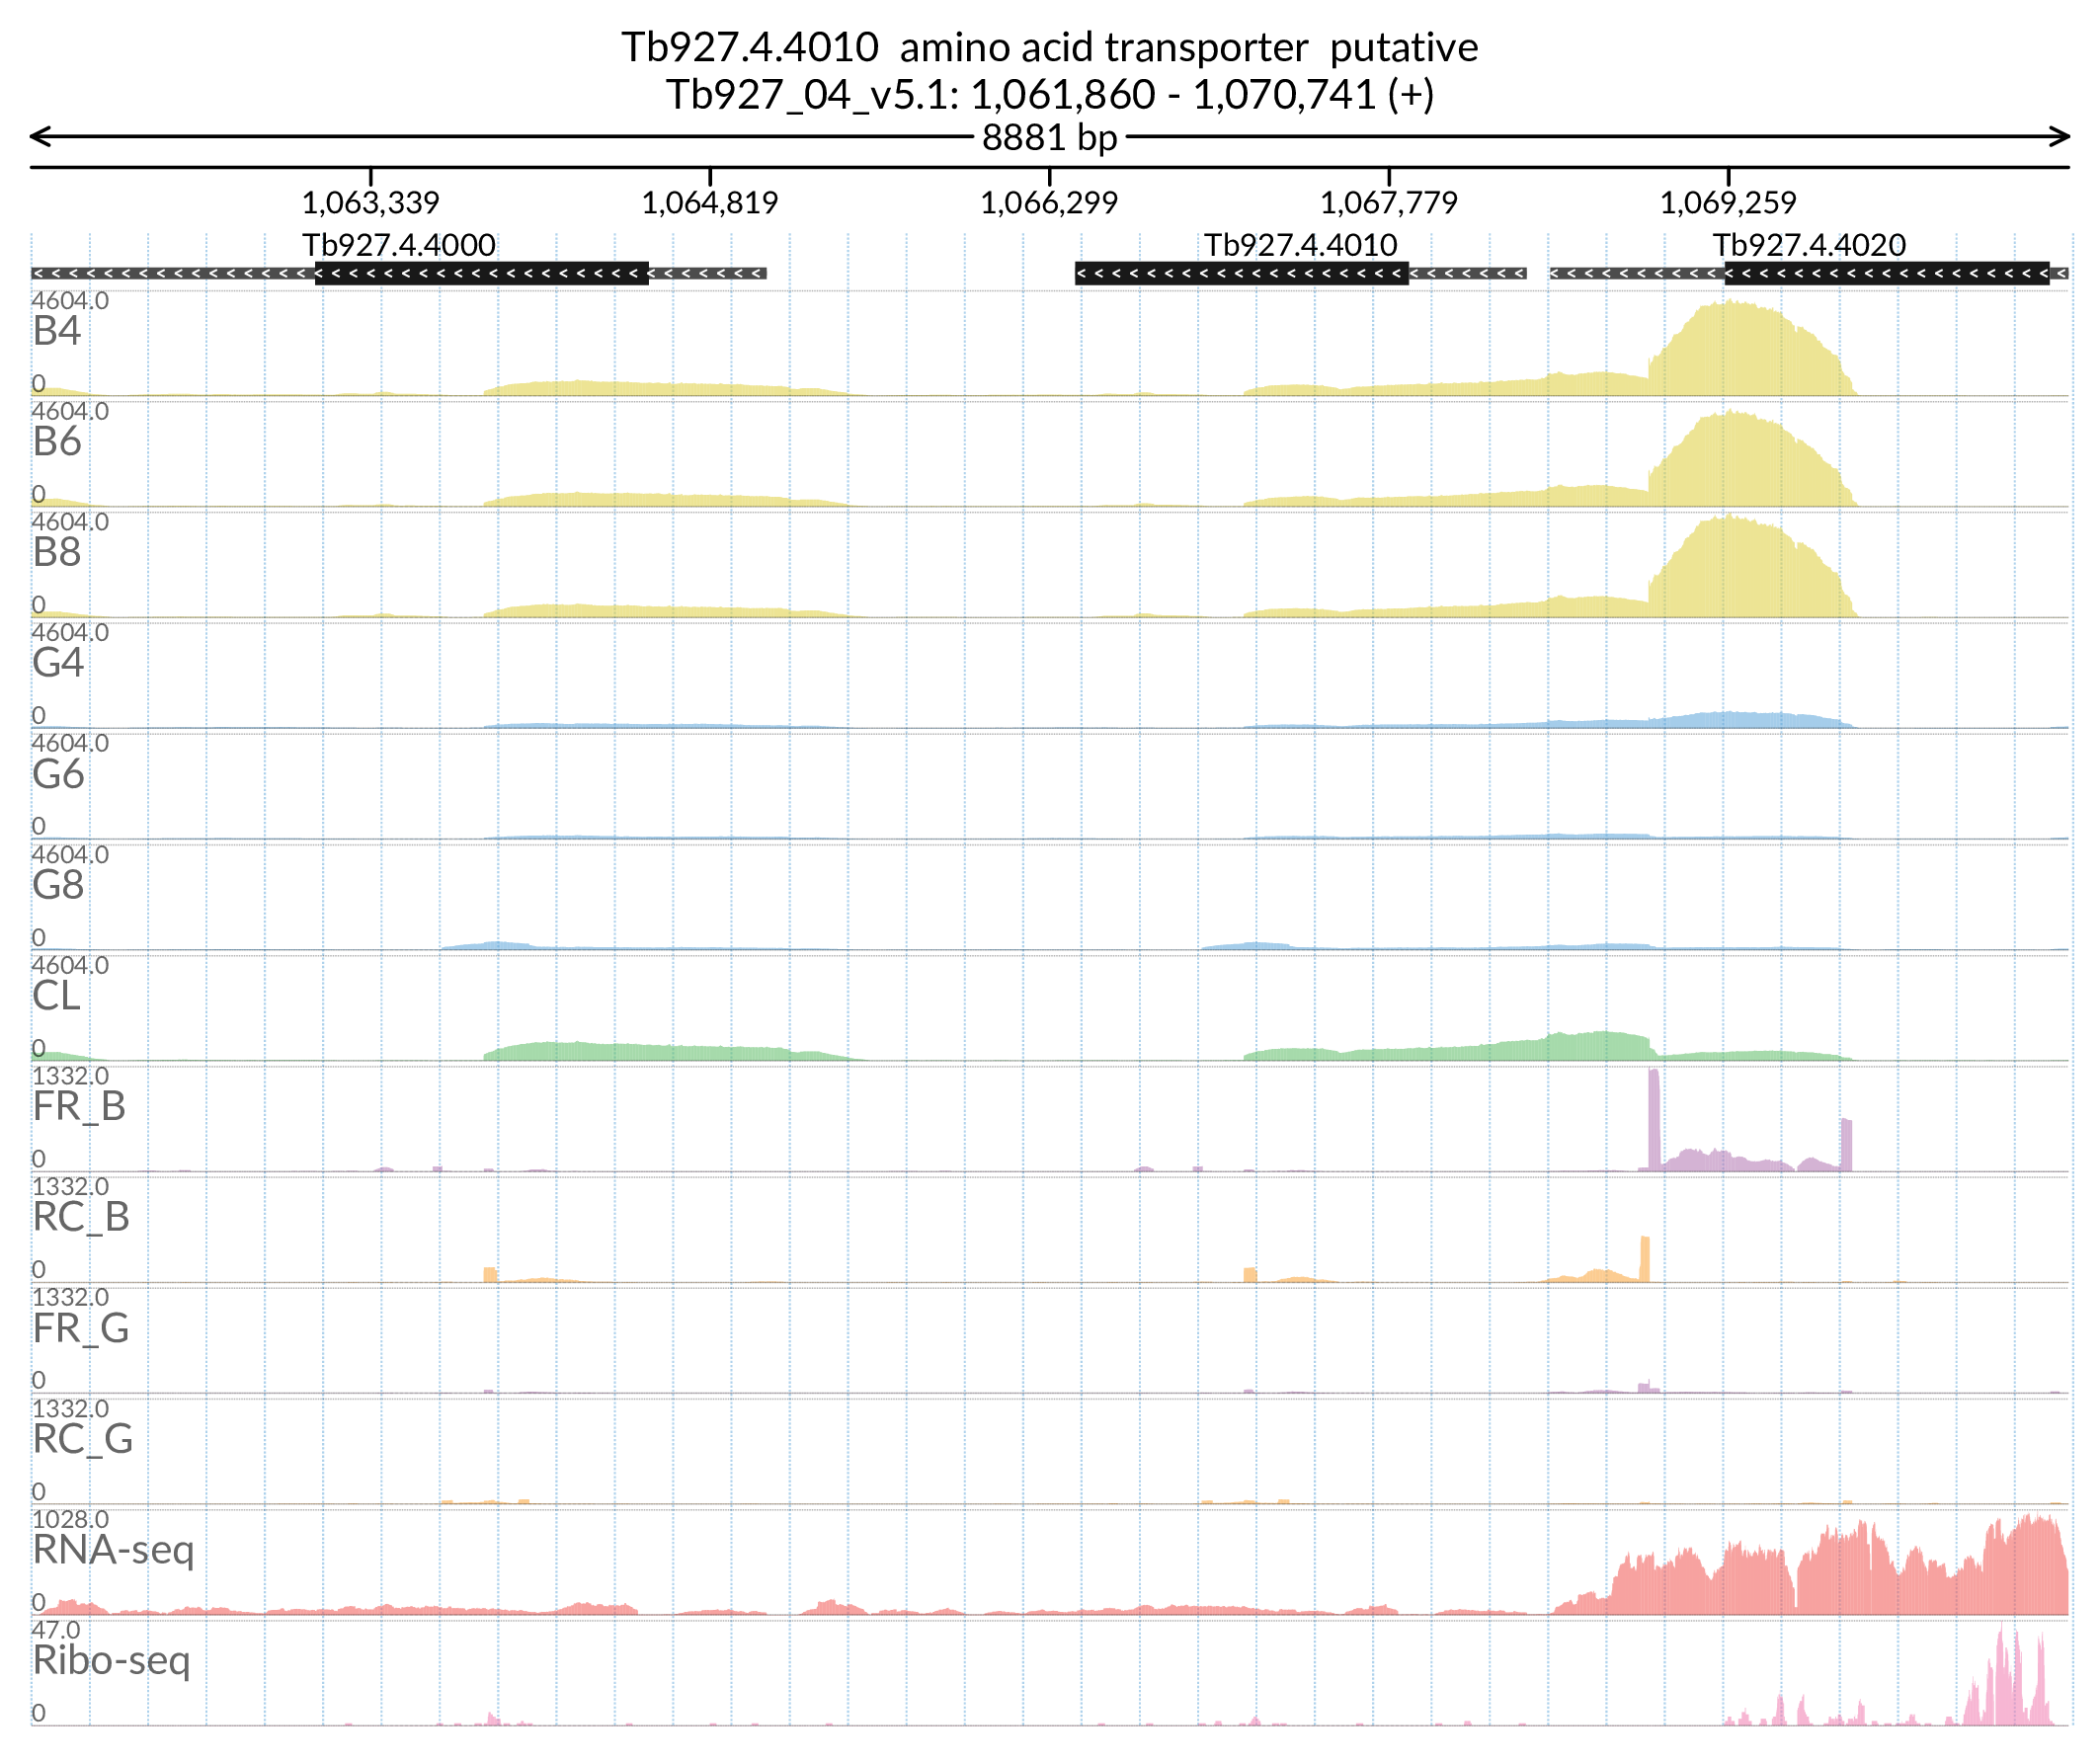 Tb927.4.4010 amino acid transporter putative
Tb927_04_v5.1: 1,061,860 - 1,070,741 (+)
8881 bp
1,063,339 1,064,819 1,066,299 1,067,779 1,069,259
Tb927.4.4000 Tb927.4.4010 Tb927.4.4020
4604.0
B4
0
4604.0
B6
0
4604.0
B8
0
4604.0
G4
0
4604.0
G6
0
4604.0
G8
0
4604.0
CL
0
1332.0
FR_B
0
1332.0
RC_B
0
1332.0
FR_G
0
1332.0
RC_G
0
1028.0
RNA-seq
0
47.0
Ribo-seq
0